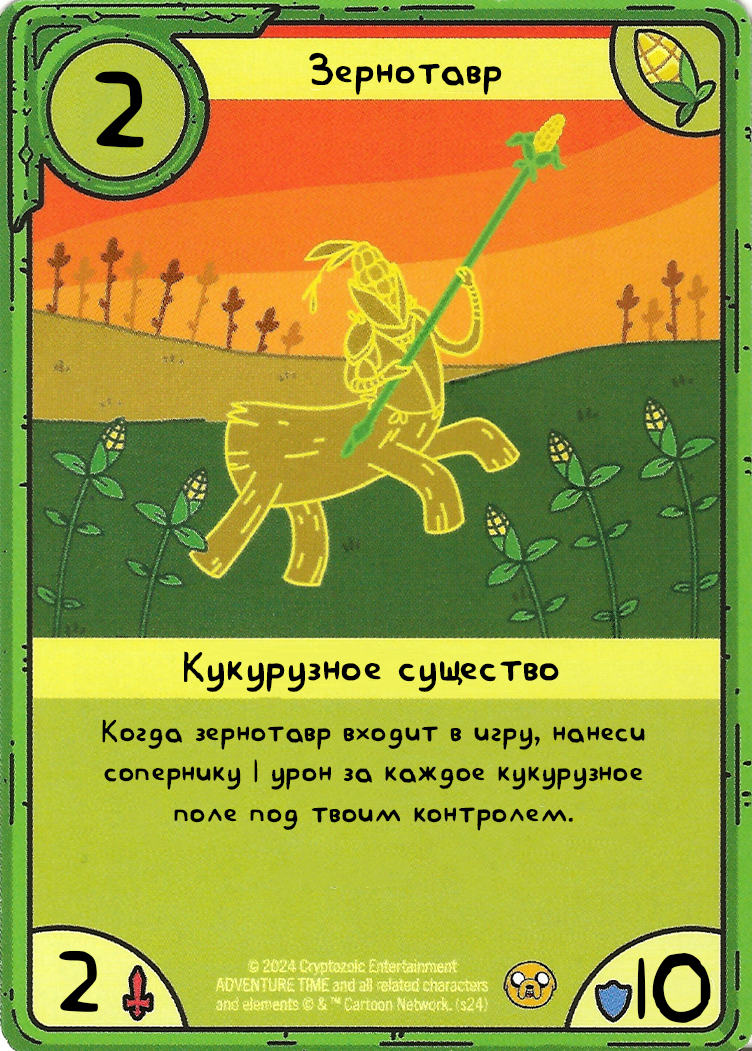 2
Зернотавр
Кукурузное существо
Когда зернотавр входит в игру, нанеси
сопернику 1 урон за каждое кукурузное
поле под твоим контролем.
2
© 2024 Cryptozoic Entertainment
ADVENTURE TIME and all related characters
and elements © & ™ Cartoon Network. (s24)
10